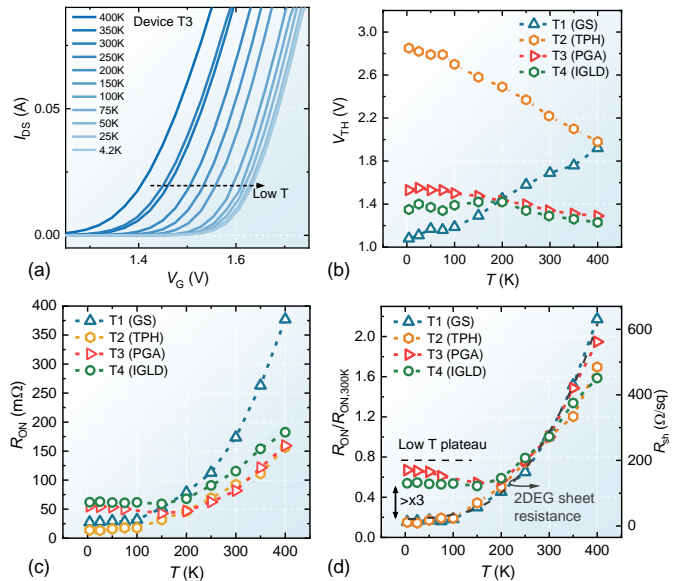 400K
350K
300K
250K
200K
150K
100K
75K
50K
25K
4.2K
Device T3
Low T
0.05
0.00
I_DS (A)
1.4
1.6
V_G (V)
(a)
T1 (GS)
T2 (TPH)
T3 (PGA)
T4 (IGLD)
3.0
2.6
2.2
1.8
1.4
1.0
V_TH (V)
0 100 200 300 400
T (K)
(b)
T1 (GS)
T2 (TPH)
T3 (PGA)
T4 (IGLD)
400
350
300
250
200
150
100
50
0
R_ON (mΩ)
0 100 200 300 400
T (K)
(c)
T1 (GS)
T2 (TPH)
T3 (PGA)
T4 (IGLD)
Low T plateau
>x3
2DEG sheet
resistance
2.2
1.8
1.4
1.0
0.6
0.2
R_ON/R_ON,300K
600
400
200
0
R_sh (Ω/sq)
0 100 200 300 400
T (K)
(d)